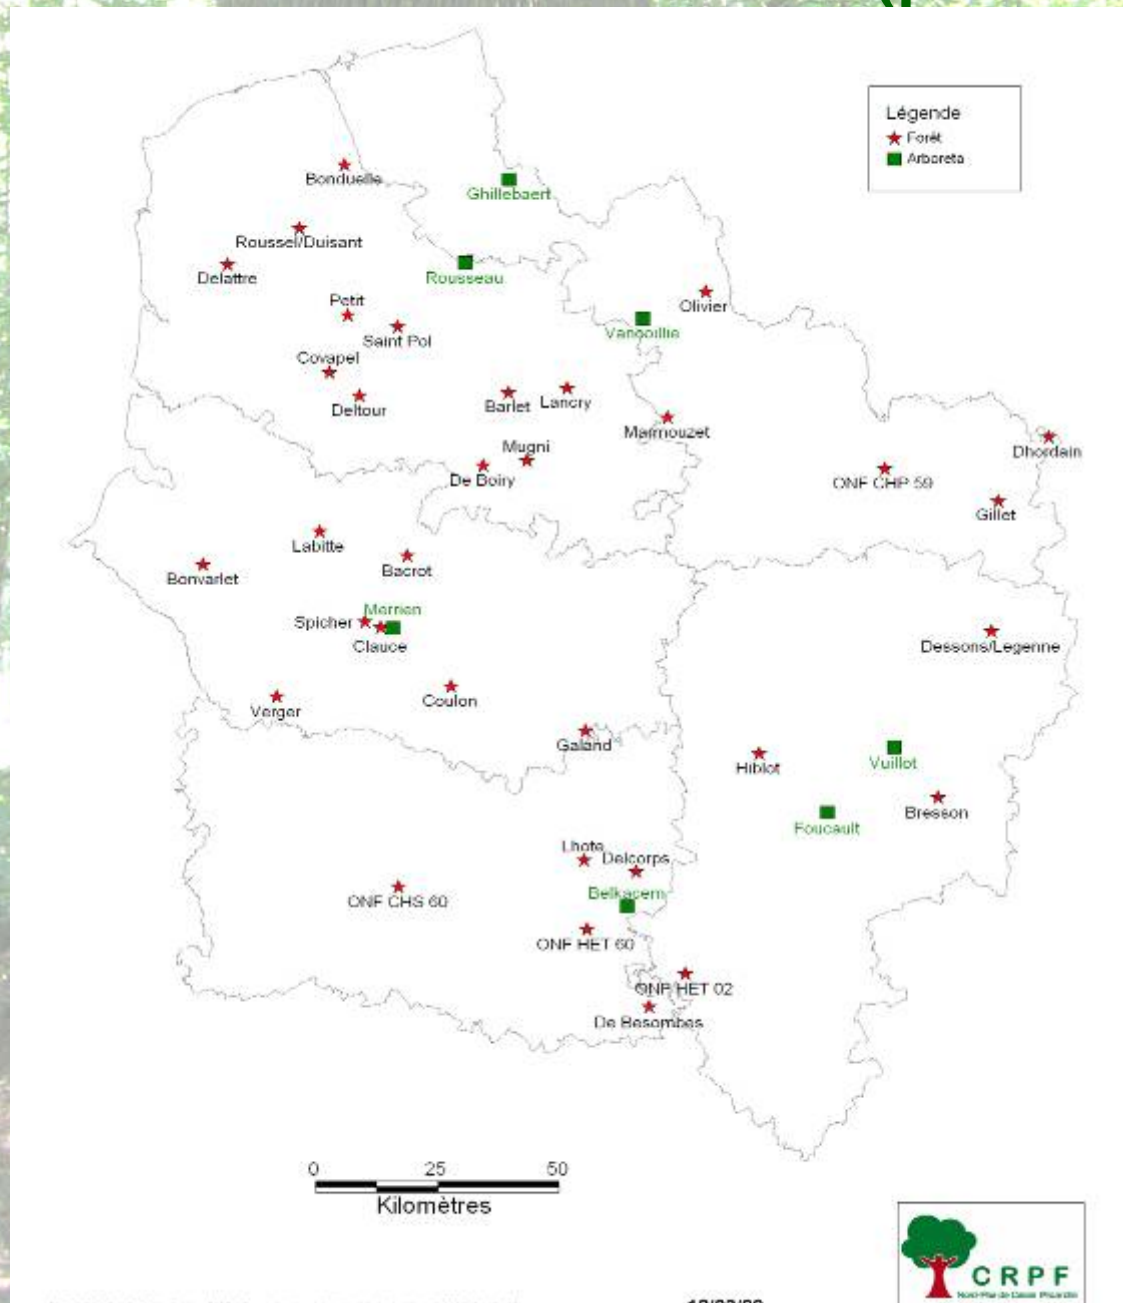 Légende
Forêt
Arboreta
Bonduelle
Ghillebaert
Roussel/Duisant
Delattre
Rousseau
Petit
Olivier
Saint Pol
Covapel
Deltour
Barlet
Lancry
Marmouzet
Mugni
De Boiry
Dhordain
ONF CHP 59
Gillet
Labitte
Bacrot
Bonvarlet
Merrien
Spicher
Clauce
Dessons/Legenne
Coulon
Verger
Galand
Hiblot
Vuillot
Bresson
Foucault
Lhote
Delcorps
Belkacem
ONF CHS 60
ONF HET 60
ONF HET 02
De Besombes
0 25 50
Kilomètres
CRPF